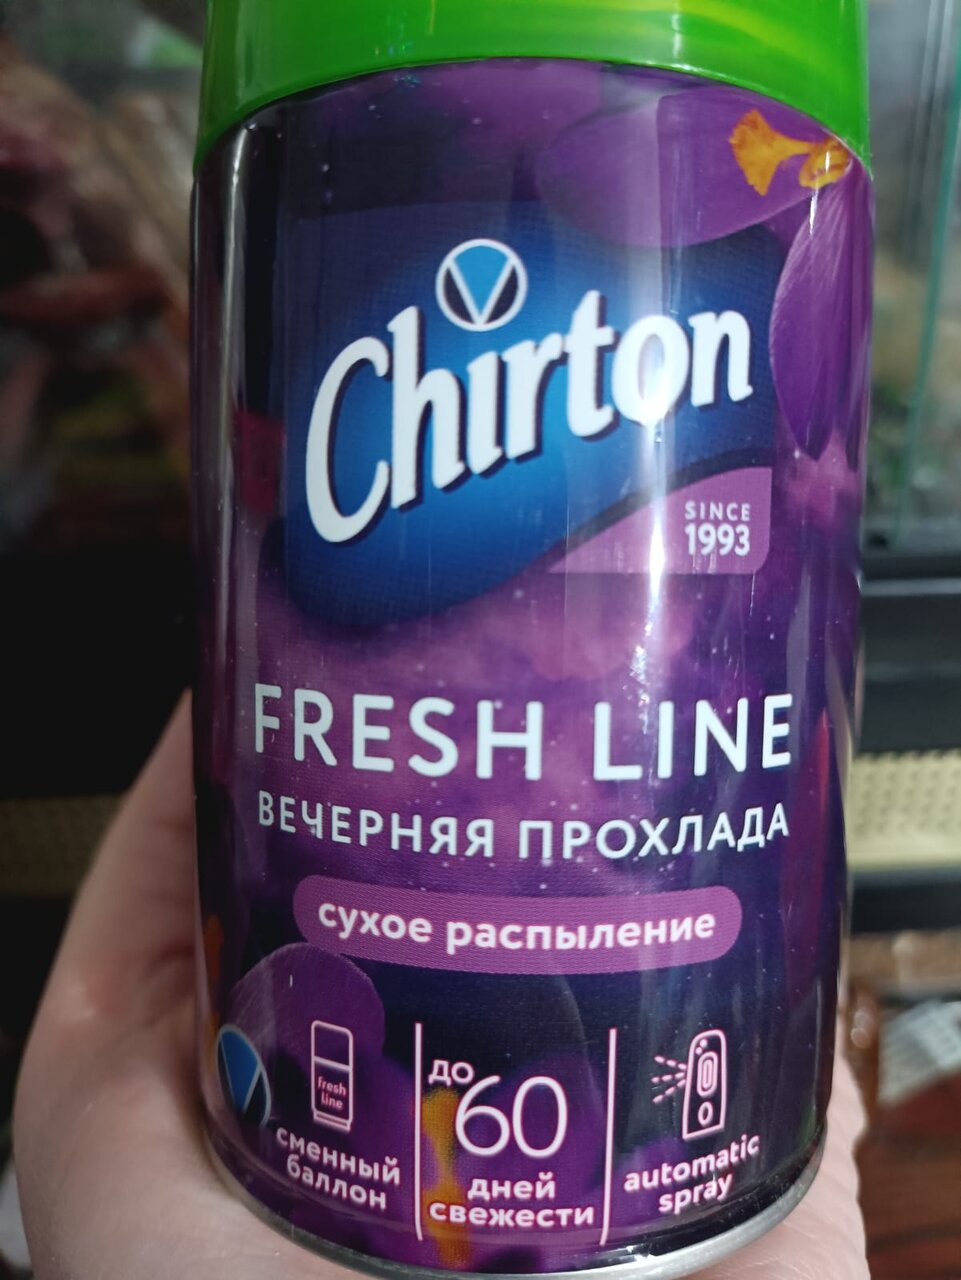 Chirton
SINCE
1993
FRESH LINE
ВЕЧЕРНЯЯ ПРОХЛАДА
сухое распыление
fresh
line
сменный
баллон
до 60
дней
свежести
automatic
spray